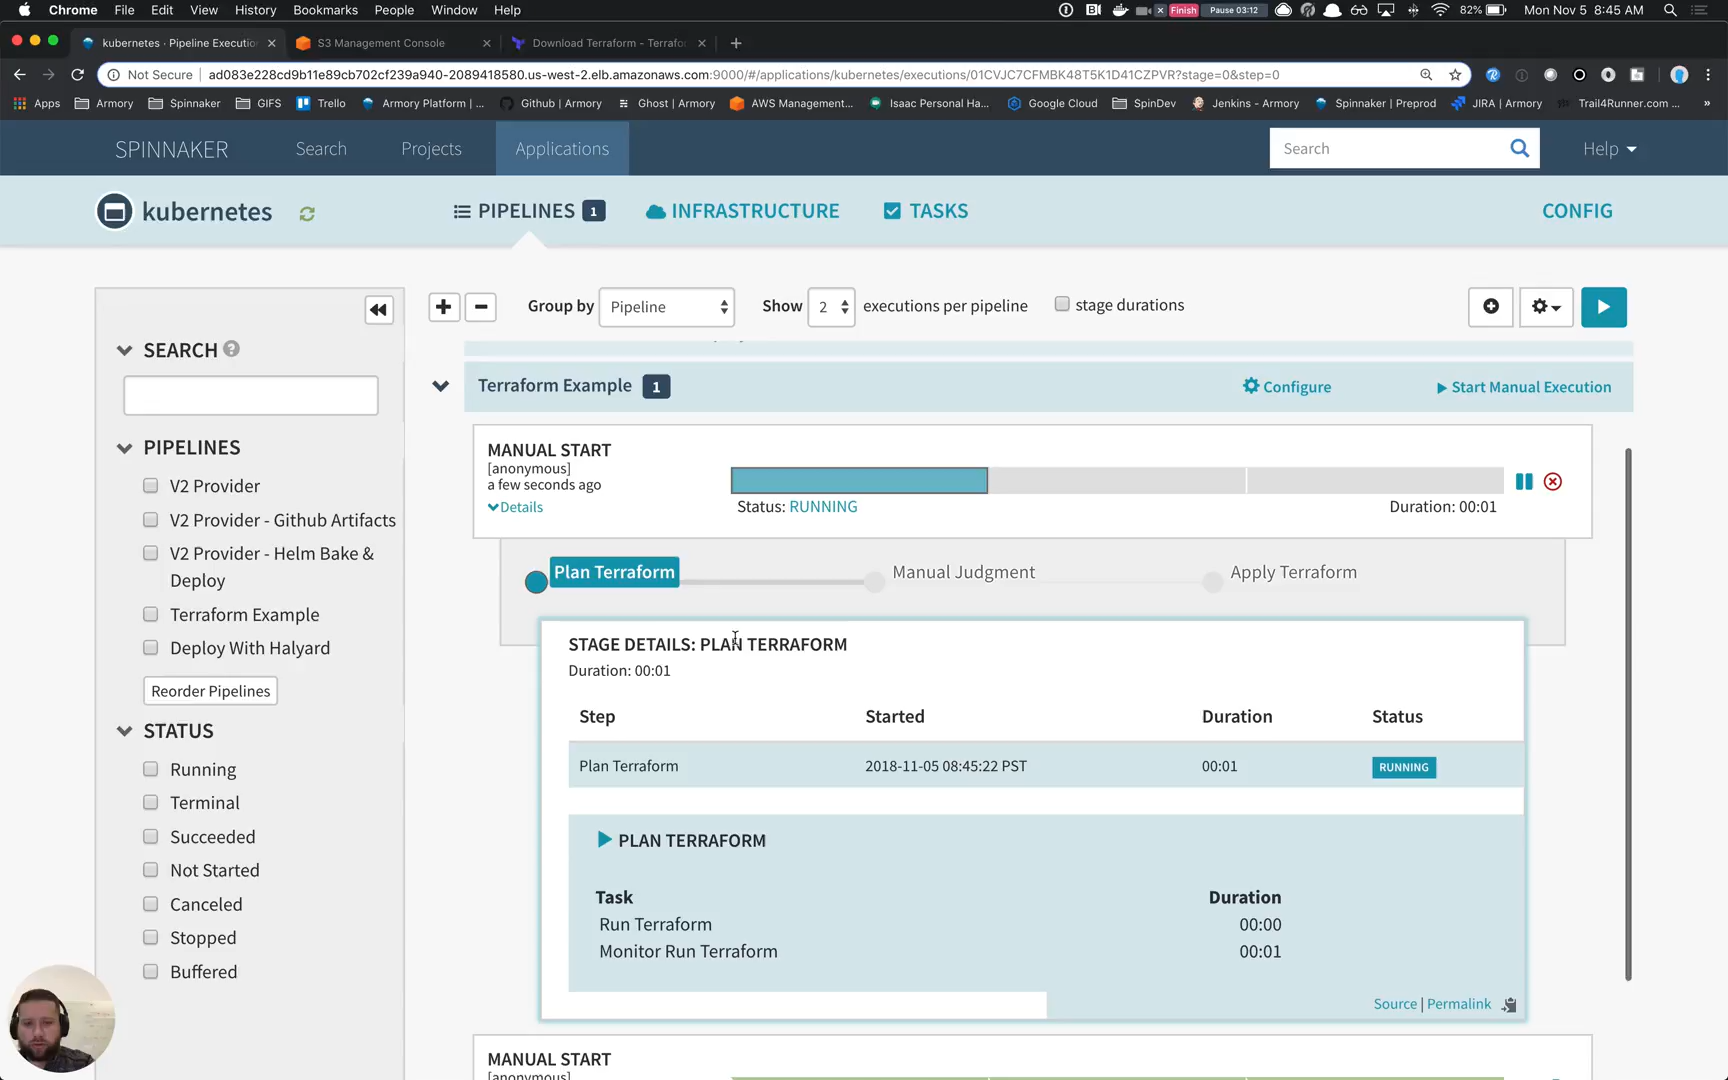 Chrome File Edit View History Bookmarks People Window Help
Finish Pause 03:12 82% Mon Nov 5 8:45 AM
kubernetes · Pipeline Executio S3 Management Console Download Terraform - Terrafo
Not Secure ad083e228cd9b11e89cb702cf239a940-2089418580.us-west-2.elb.amazonaws.com:9000/#/applications/kubernetes/executions/01CVJC7CFMBK48T5K1D41CZPVR?stage=0&step=0
Apps Armory Spinnaker GIFS Trello Armory Platform | ... Github | Armory Ghost | Armory AWS Management... Isaac Personal Ha... Google Cloud SpinDev Jenkins - Armory Spinnaker | Preprod JIRA | Armory Trail4Runner.com ... »
SPINNAKER Search Projects Applications Search Help
kubernetes PIPELINES 1 INFRASTRUCTURE TASKS CONFIG
Group by Pipeline Show 2 executions per pipeline stage durations
SEARCH
PIPELINES
V2 Provider
V2 Provider - Github Artifacts
V2 Provider - Helm Bake &
Deploy
Terraform Example
Deploy With Halyard
Reorder Pipelines
STATUS
Running
Terminal
Succeeded
Not Started
Canceled
Stopped
Buffered
Terraform Example 1 Configure Start Manual Execution
MANUAL START
[anonymous]
a few seconds ago
Details
Status: RUNNING Duration: 00:01
Plan Terraform Manual Judgment Apply Terraform
STAGE DETAILS: PLAN TERRAFORM
Duration: 00:01
Step Started Duration Status
Plan Terraform 2018-11-05 08:45:22 PST 00:01 RUNNING
PLAN TERRAFORM
Task Duration
Run Terraform 00:00
Monitor Run Terraform 00:01
Source | Permalink
MANUAL START
[anonymous]